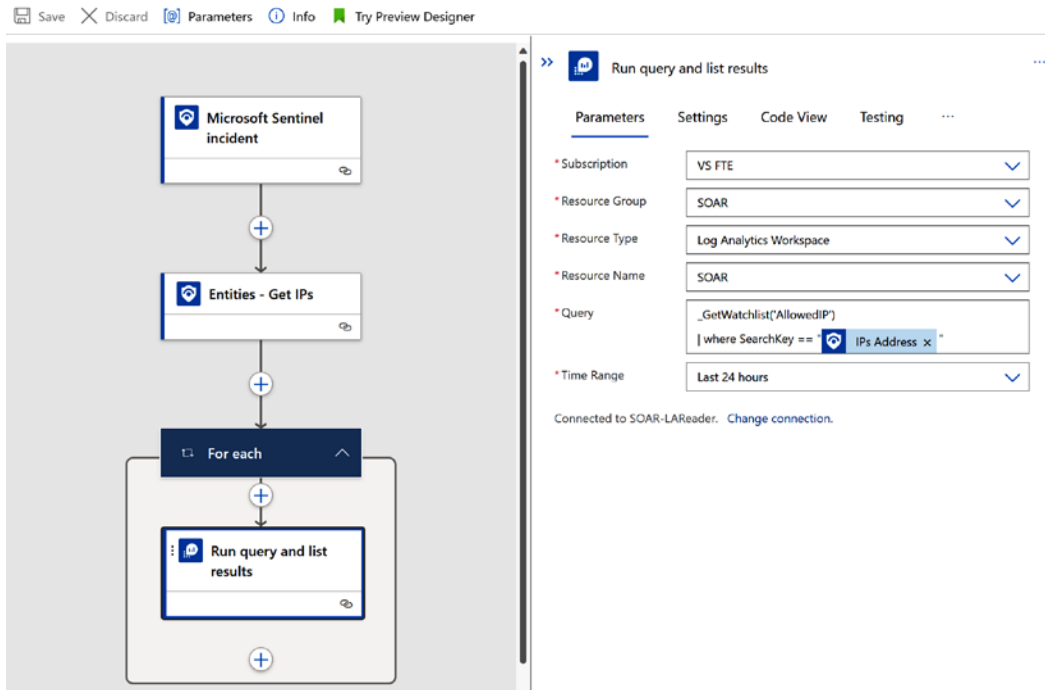 Save Discard Parameters Info Try Preview Designer
Microsoft Sentinel
incident
Entities - Get IPs
For each
Run query and list
results
Run query and list results
Parameters Settings Code View Testing
* Subscription VS FTE
* Resource Group SOAR
* Resource Type Log Analytics Workspace
* Resource Name SOAR
* Query _GetWatchlist('AllowedIP')
| where SearchKey == " IPs Address × "
* Time Range Last 24 hours
Connected to SOAR-LAReader. Change connection.